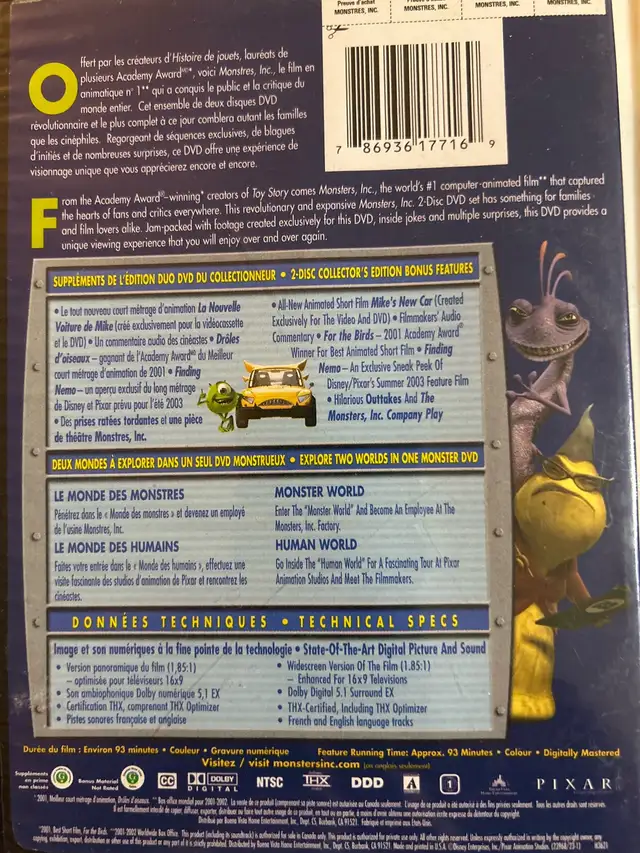 Preuve d'achat
MONSTRES, INC.
MONSTERS, INC.
MONSTRES, INC.
MONSTERS, INC.
Offert par les créateurs d'Histoire de jouets, lauréats de
plusieurs Academy Award®*, voici Monstres, Inc., le film en
animatique n° 1** qui a conquis le public et la critique du
monde entier. Cet ensemble de deux disques DVD
révolutionnaire et le plus complet à ce jour comblera autant les familles
que les cinéphiles. Regorgeant de séquences exclusives, de blagues
d'initiés et de nombreuses surprises, ce DVD offre une expérience de
visionnage unique que vous apprécierez encore et encore.
7 86936 17716 9
From the Academy Award®-winning* creators of Toy Story comes Monsters, Inc., the world's #1 computer-animated film** that captured
the hearts of fans and critics everywhere. This revolutionary and expansive Monsters, Inc. 2-Disc DVD set has something for families
and film lovers alike. Jam-packed with footage created exclusively for this DVD, inside jokes and multiple surprises, this DVD provides a
unique viewing experience that you will enjoy over and over again.
SUPPLÉMENTS DE L'ÉDITION DUO DVD DU COLLECTIONNEUR • 2-DISC COLLECTOR'S EDITION BONUS FEATURES
• Le tout nouveau court métrage d'animation La Nouvelle
Voiture de Mike (créé exclusivement pour la vidéocassette
et le DVD) • Un commentaire audio des cinéastes • Drôles
d'oiseaux – gagnant de l'Academy Award® du Meilleur
court métrage d'animation de 2001 • Finding
Nemo – un aperçu exclusif du long métrage
de Disney et Pixar prévu pour l'été 2003
• Des prises ratées tordantes et une pièce
de théâtre Monstres, Inc.
• All-New Animated Short Film Mike's New Car (Created
Exclusively For The Video And DVD) • Filmmakers' Audio
Commentary • For the Birds – 2001 Academy Award®
Winner For Best Animated Short Film • Finding
Nemo – An Exclusive Sneak Peek Of
Disney/Pixar's Summer 2003 Feature Film
• Hilarious Outtakes And The
Monsters, Inc. Company Play
DEUX MONDES À EXPLORER DANS UN SEUL DVD MONSTRUEUX • EXPLORE TWO WORLDS IN ONE MONSTER DVD
LE MONDE DES MONSTRES
Pénétrez dans le « Monde des monstres » et devenez un employé
de l'usine Monstres, Inc.
LE MONDE DES HUMAINS
Faites votre entrée dans le « Monde des humains », effectuez une
visite fascinante des studios d'animation de Pixar et rencontrez les
cinéastes.
MONSTER WORLD
Enter The "Monster World" And Become An Employee At The
Monsters, Inc. Factory.
HUMAN WORLD
Go Inside The "Human World" For A Fascinating Tour At Pixar
Animation Studios And Meet The Filmmakers.
DONNÉES TECHNIQUES • TECHNICAL SPECS
Image et son numériques à la fine pointe de la technologie • State-Of-The-Art Digital Picture And Sound
• Version panoramique du film (1,85:1)
– optimisée pour téléviseurs 16x9
• Son ambiophonique Dolby numérique 5,1 EX
• Certification THX, comprenant THX Optimizer
• Pistes sonores française et anglaise
• Widescreen Version Of The Film (1.85:1)
– Enhanced For 16x9 Televisions
• Dolby Digital 5.1 Surround EX
• THX-Certified, Including THX Optimizer
• French and English language tracks
Durée du film : Environ 93 minutes • Couleur • Gravure numérique
Feature Running Time: Approx. 93 Minutes • Colour • Digitally Mastered
Visitez / visit monstersinc.com (en anglais seulement)
Suppléments
en prime
non classés
G
Bonus Material
Not Rated
G
CC
DOLBY
DIGITAL
NTSC
THX
DDD
1
PIXAR